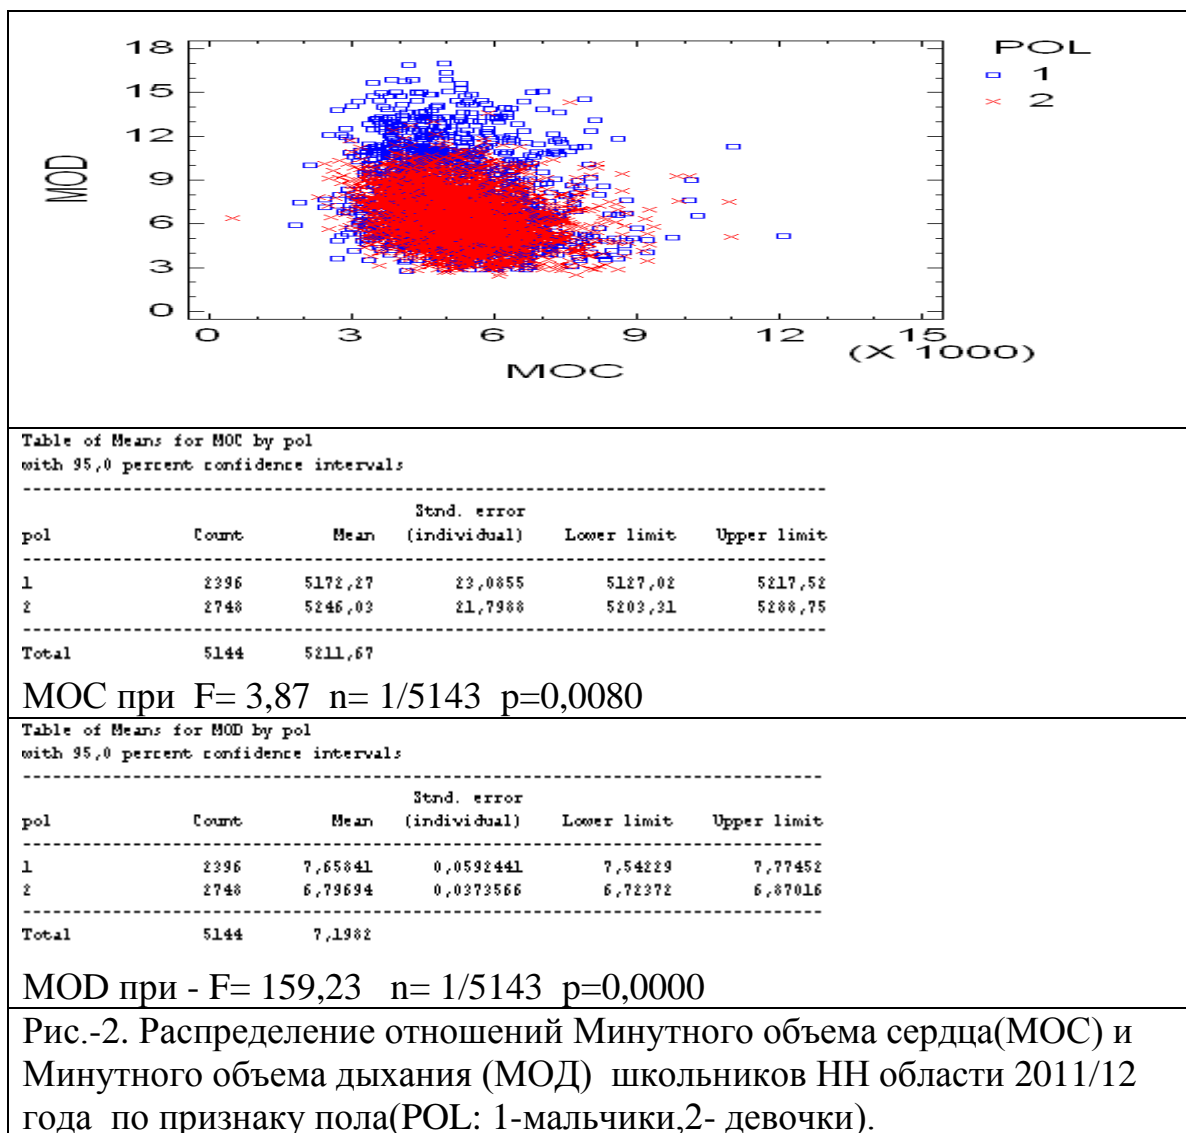 18
15
12
9
6
3
0
MOD
0 3 6 9 12 15
(X 1000)
MOC
POL
1
2
Table of Means for MOC by pol
with 95,0 percent confidence intervals
Stnd. error
pol Count Mean (individual) Lower limit Upper limit
1 2396 5172,27 23,0855 5127,02 5217,52
2 2748 5246,03 21,7988 5203,31 5288,75
Total 5144 5211,67
МОС при F= 3,87 n= 1/5143 p=0,0080
Table of Means for MOD by pol
with 95,0 percent confidence intervals
Stnd. error
pol Count Mean (individual) Lower limit Upper limit
1 2396 7,65841 0,0592441 7,54229 7,77452
2 2748 6,79694 0,0373566 6,72372 6,87016
Total 5144 7,1982
MOD при - F= 159,23 n= 1/5143 p=0,0000
Рис.-2. Распределение отношений Минутного объема сердца(МОС) и
Минутного объема дыхания (МОД) школьников НН области 2011/12
года по признаку пола(POL: 1-мальчики,2- девочки).